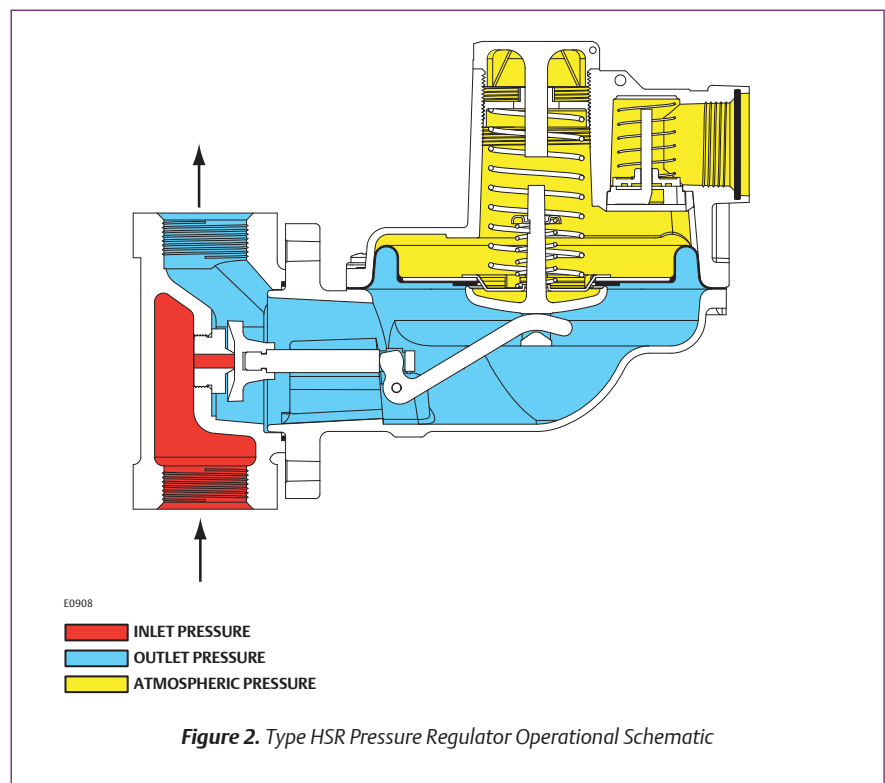 E0908
INLET PRESSURE
OUTLET PRESSURE
ATMOSPHERIC PRESSURE
Figure 2. Type HSR Pressure Regulator Operational Schematic